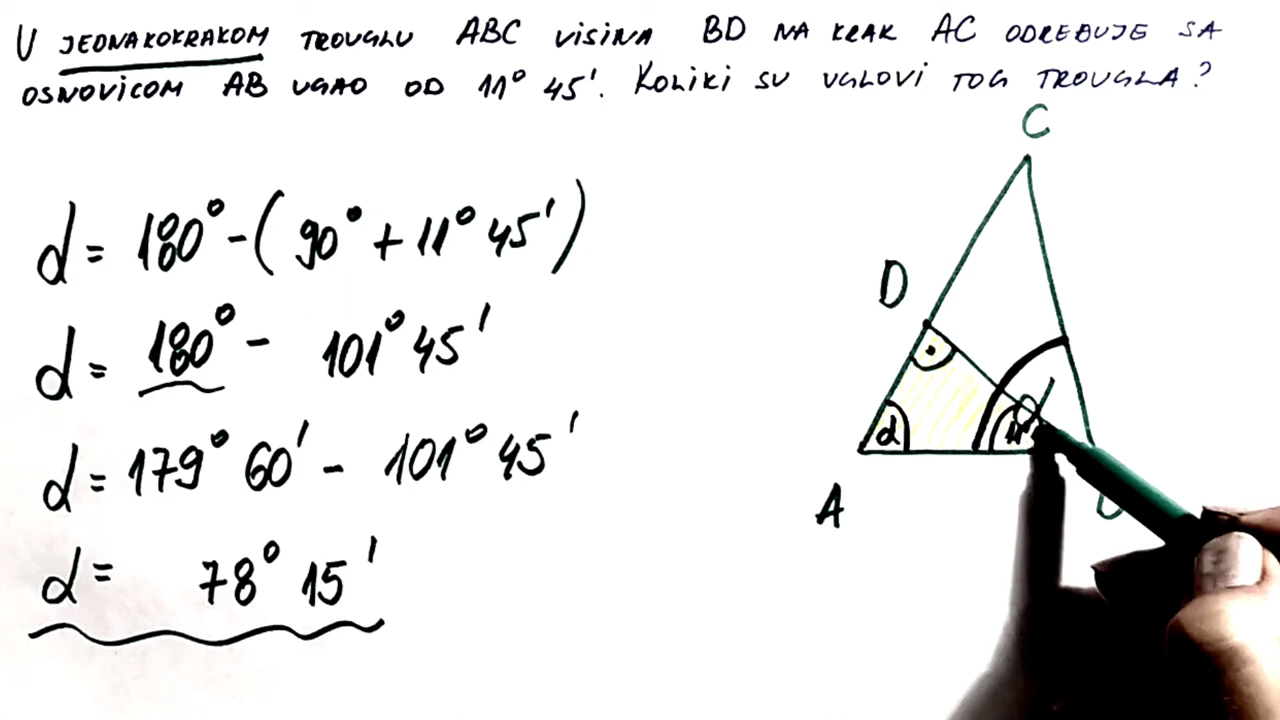 U JEDNAKOKRAKOM TROUGLU ABC VISINA BD NA KRAK AC ODREĐUJE SA
OSNOVICOM AB UGAO OD 11° 45'. KOLIKI SU UGLOVI TOG TROUGLA?
C
α = 180° - ( 90° + 11° 45' )
D
α = 180° - 101° 45'
α
α = 179° 60' - 101° 45'
A
α = 78° 15'